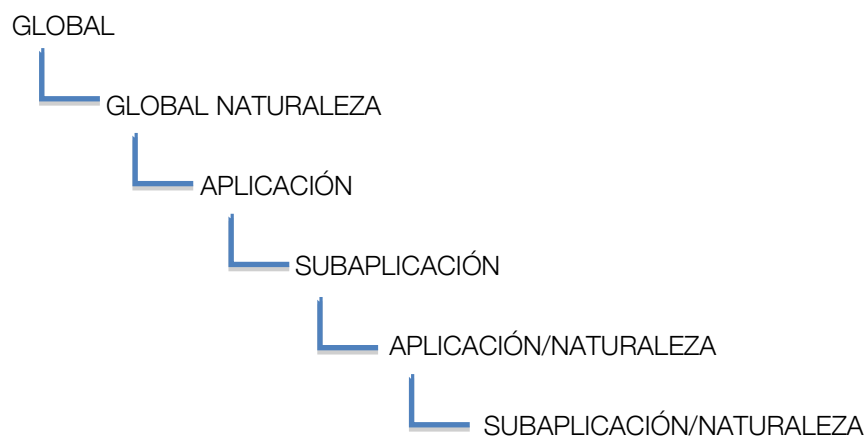 GLOBAL
GLOBAL NATURALEZA
APLICACIÓN
SUBAPLICACIÓN
APLICACIÓN/NATURALEZA
SUBAPLICACIÓN/NATURALEZA